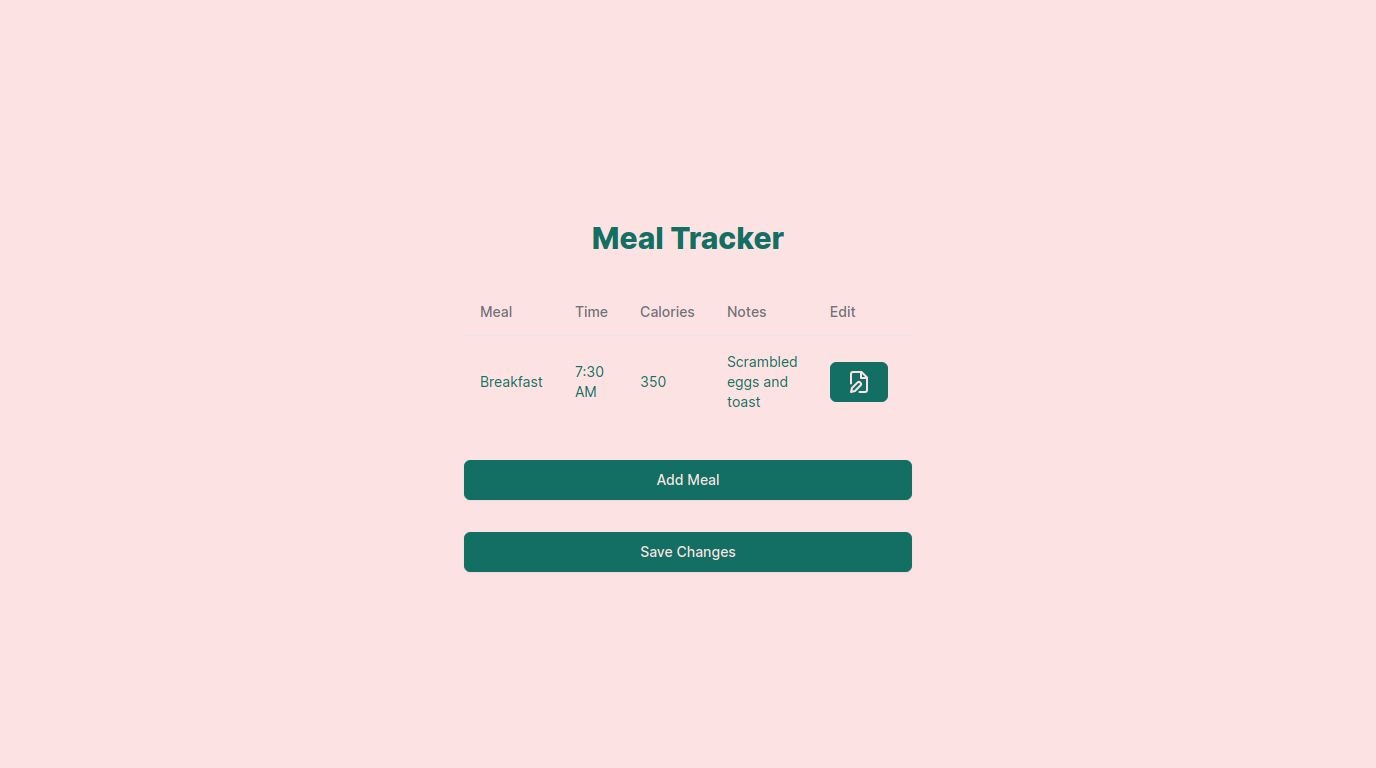 Meal Tracker
Meal Time Calories Notes Edit
Breakfast 7:30 AM 350 Scrambled eggs and toast
Add Meal
Save Changes